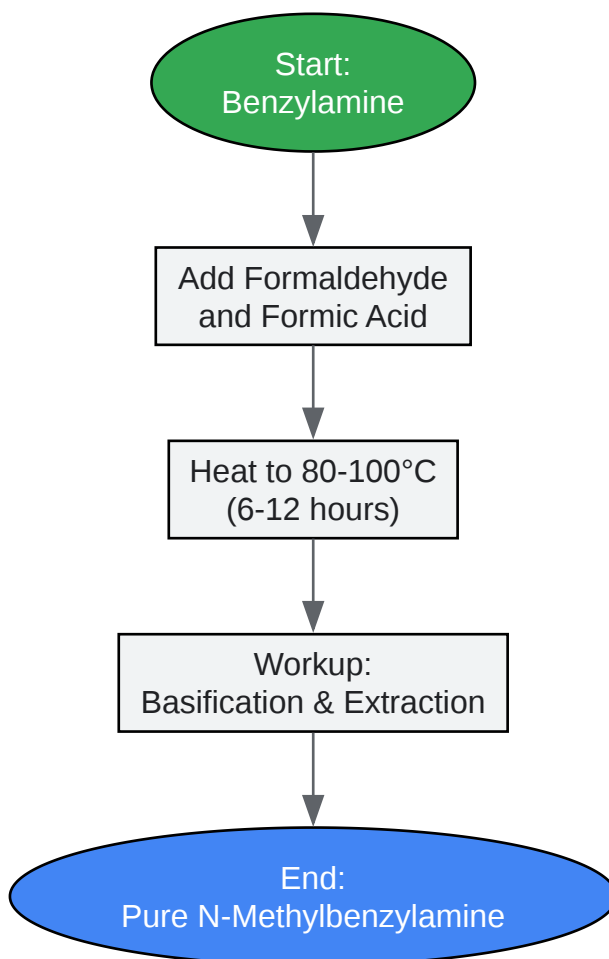 Start:
Benzylamine
Add Formaldehyde
and Formic Acid
Heat to 80-100°C
(6-12 hours)
Workup:
Basification & Extraction
End:
Pure N-Methylbenzylamine